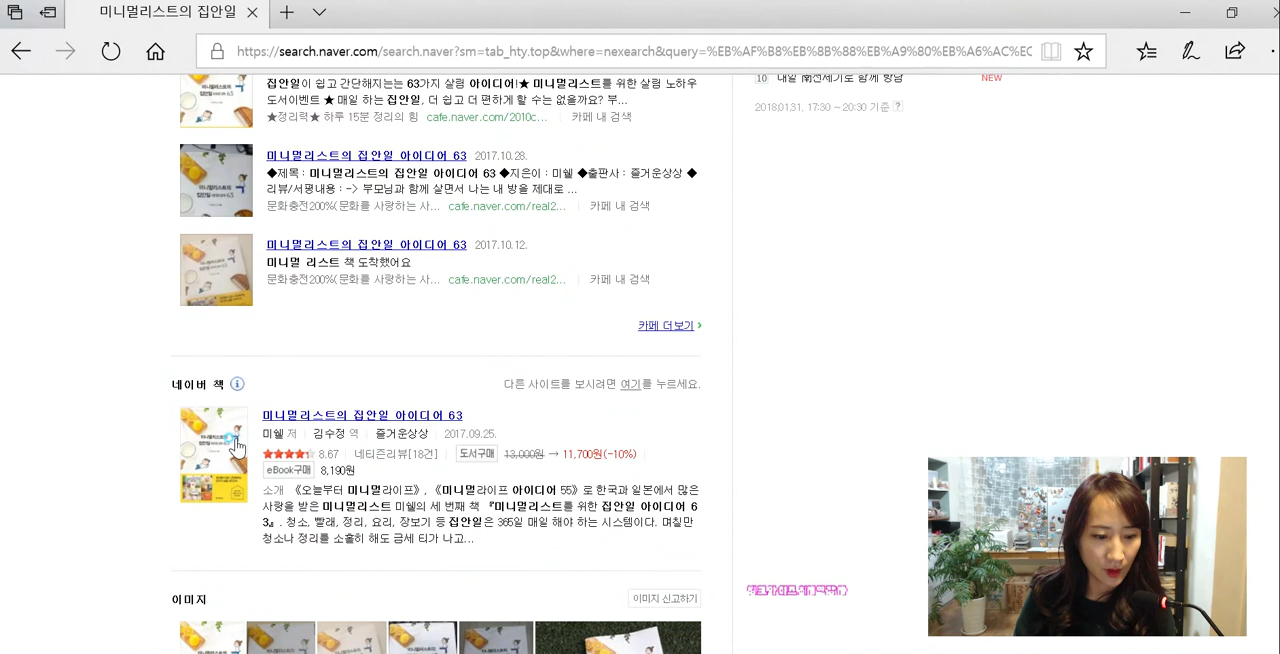 미니멀리스트의 집안일
https://search.naver.com/search.naver?sm=tab_hty.top&where=nexearch&query=%EB%AF%B8%EB%8B%88%EB%A9%80%EB%A6%AC%EC
집안일이 쉽고 간단해지는는 63가지 살림 아이디어!★ 미니멀리스트를 위한 살림 노하우
도서이벤트 ★ 매일 하는 집안일, 더 쉽고 더 편하게 할 수는 없을까요? 부...
★정리력★ 하루 15분 정리의 힘 cafe.naver.com/2010c... 카페 내 검색
미니멀리스트의 집안일 아이디어 63 2017.10.28.
◆제목 : 미니멀리스트의 집안일 아이디어 63 ◆지은이 : 미쉘 ◆출판사 : 즐거운상상 ◆
리뷰/서평내용 : -> 부모님과 함께 살면서 나는 내 방을 제대로 ...
문화충전200%(문화를 사랑하는 사... cafe.naver.com/real2... 카페 내 검색
미니멀리스트의 집안일 아이디어 63 2017.10.12.
미니멀 리스트 책 도착했어요
문화충전200%(문화를 사랑하는 사... cafe.naver.com/real2... 카페 내 검색
카페 더보기
네이버 책
다른 사이트를 보시려면 여기를 누르세요.
미니멀리스트의 집안일 아이디어 63
미쉘 저 김수정 역 즐거운상상 2017.09.25.
8.67 네티즌리뷰[18건] 도서구매 13,000원 → 11,700원(-10%)
eBook구매 8,190원
소개 《오늘부터 미니멀라이프》, 《미니멀라이프 아이디어 55》로 한국과 일본에서 많은
사랑을 받은 미니멀리스트 미쉘의 세 번째 책 『미니멀리스트를 위한 집안일 아이디어 6
3』. 청소, 빨래, 정리, 요리, 장보기 등 집안일은 365일 매일 해야 하는 시스템이다. 며칠만
청소나 정리를 소홀히 해도 금세 티가 나고...
이미지
이미지 신고하기
10 내일 南선제기로 함께 방남 NEW
2018.01.31. 17:30 ~ 20:30 기준 ?